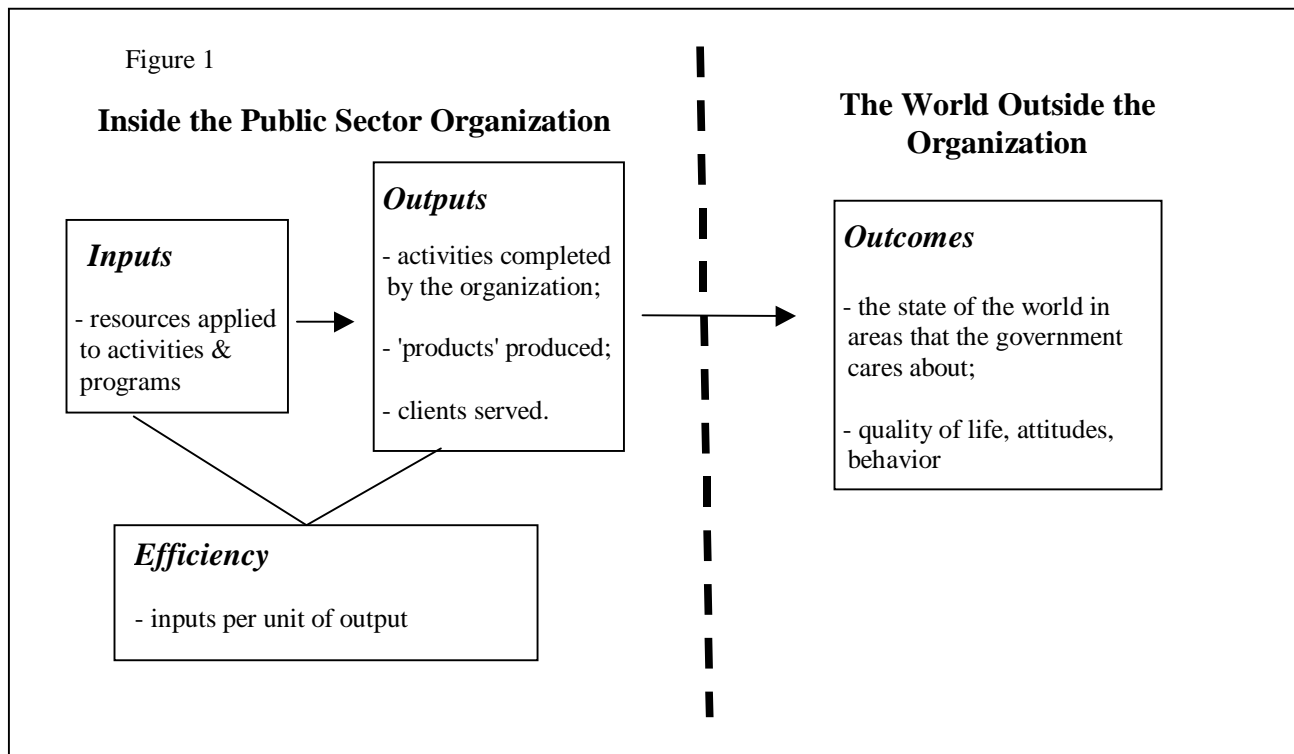 Figure 1
Inside the Public Sector Organization
Inputs
- resources applied
to activities &
programs
Outputs
- activities completed
by the organization;
- 'products' produced;
- clients served.
Efficiency
- inputs per unit of output
The World Outside the
Organization
Outcomes
- the state of the world in
areas that the government
cares about;
- quality of life, attitudes,
behavior